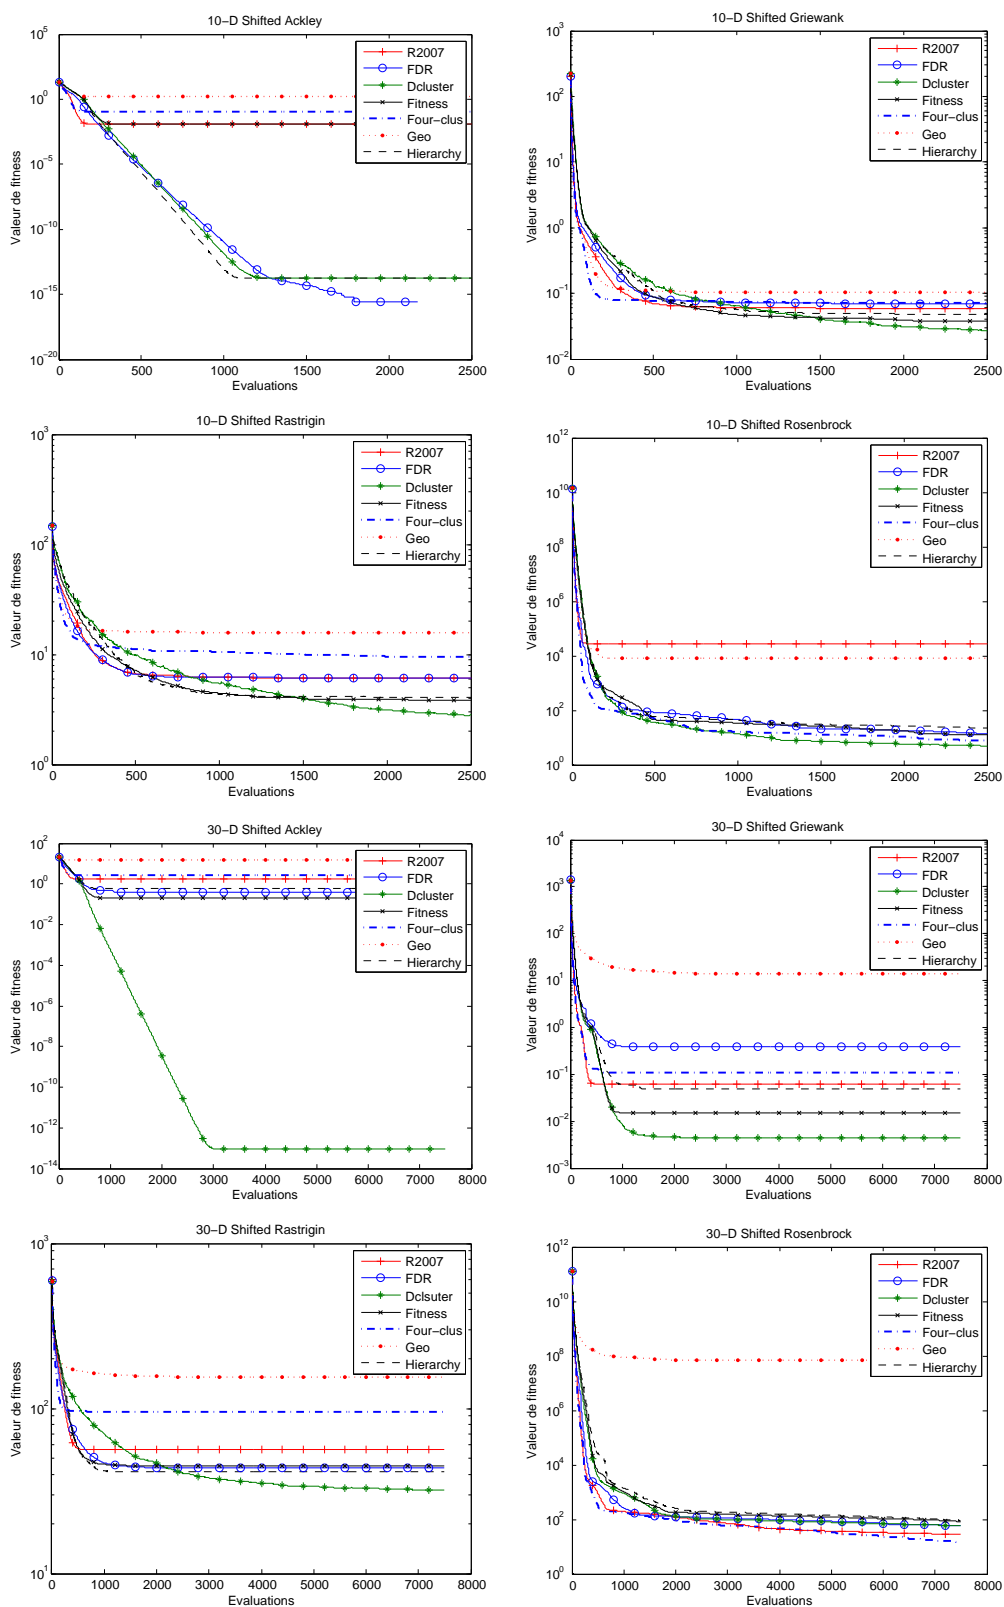 10−D Shifted Ackley
10^5
10^0
10^−5
10^−10
10^−15
10^−20
Valeur de fitness
0 500 1000 1500 2000 2500
Evaluations
R2007
FDR
Dcluster
Fitness
Four−clus
Geo
Hierarchy
10−D Shifted Griewank
10^3
10^2
10^1
10^0
10^−1
10^−2
Valeur de fitness
0 500 1000 1500 2000 2500
Evaluations
R2007
FDR
Dcluster
Fitness
Four−clus
Geo
Hierarchy
10−D Shifted Rastrigin
10^3
10^2
10^1
10^0
Valeur de fitness
0 500 1000 1500 2000 2500
Evaluations
R2007
FDR
Dcluster
Fitness
Four−clus
Geo
Hierarchy
10−D Shifted Rosenbrock
10^12
10^10
10^8
10^6
10^4
10^2
10^0
Valeur de fitness
0 500 1000 1500 2000 2500
Evaluations
R2007
FDR
Dcluster
Fitness
Four−clus
Geo
Hierarchy
30−D Shifted Ackley
10^2
10^0
10^−2
10^−4
10^−6
10^−8
10^−10
10^−12
10^−14
Valeur de fitness
0 1000 2000 3000 4000 5000 6000 7000 8000
Evaluations
R2007
FDR
Dcluster
Fitness
Four−clus
Geo
Hierarchy
30−D Shifted Griewank
10^4
10^3
10^2
10^1
10^0
10^−1
10^−2
10^−3
Valeur de fitness
0 1000 2000 3000 4000 5000 6000 7000 8000
Evaluations
R2007
FDR
Dcluster
Fitness
Four−clus
Geo
Hierarchy
30−D Shifted Rastrigin
10^3
10^2
10^1
Valeur de fitness
0 1000 2000 3000 4000 5000 6000 7000 8000
Evaluations
R2007
FDR
Dclsuter
Fitness
Four−clus
Geo
Hierarchy
30−D Shifted Rosenbrock
10^12
10^10
10^8
10^6
10^4
10^2
10^0
Valeur de fitness
0 1000 2000 3000 4000 5000 6000 7000 8000
Evaluations
R2007
FDR
Dcluster
Fitness
Four−clus
Geo
Hierarchy